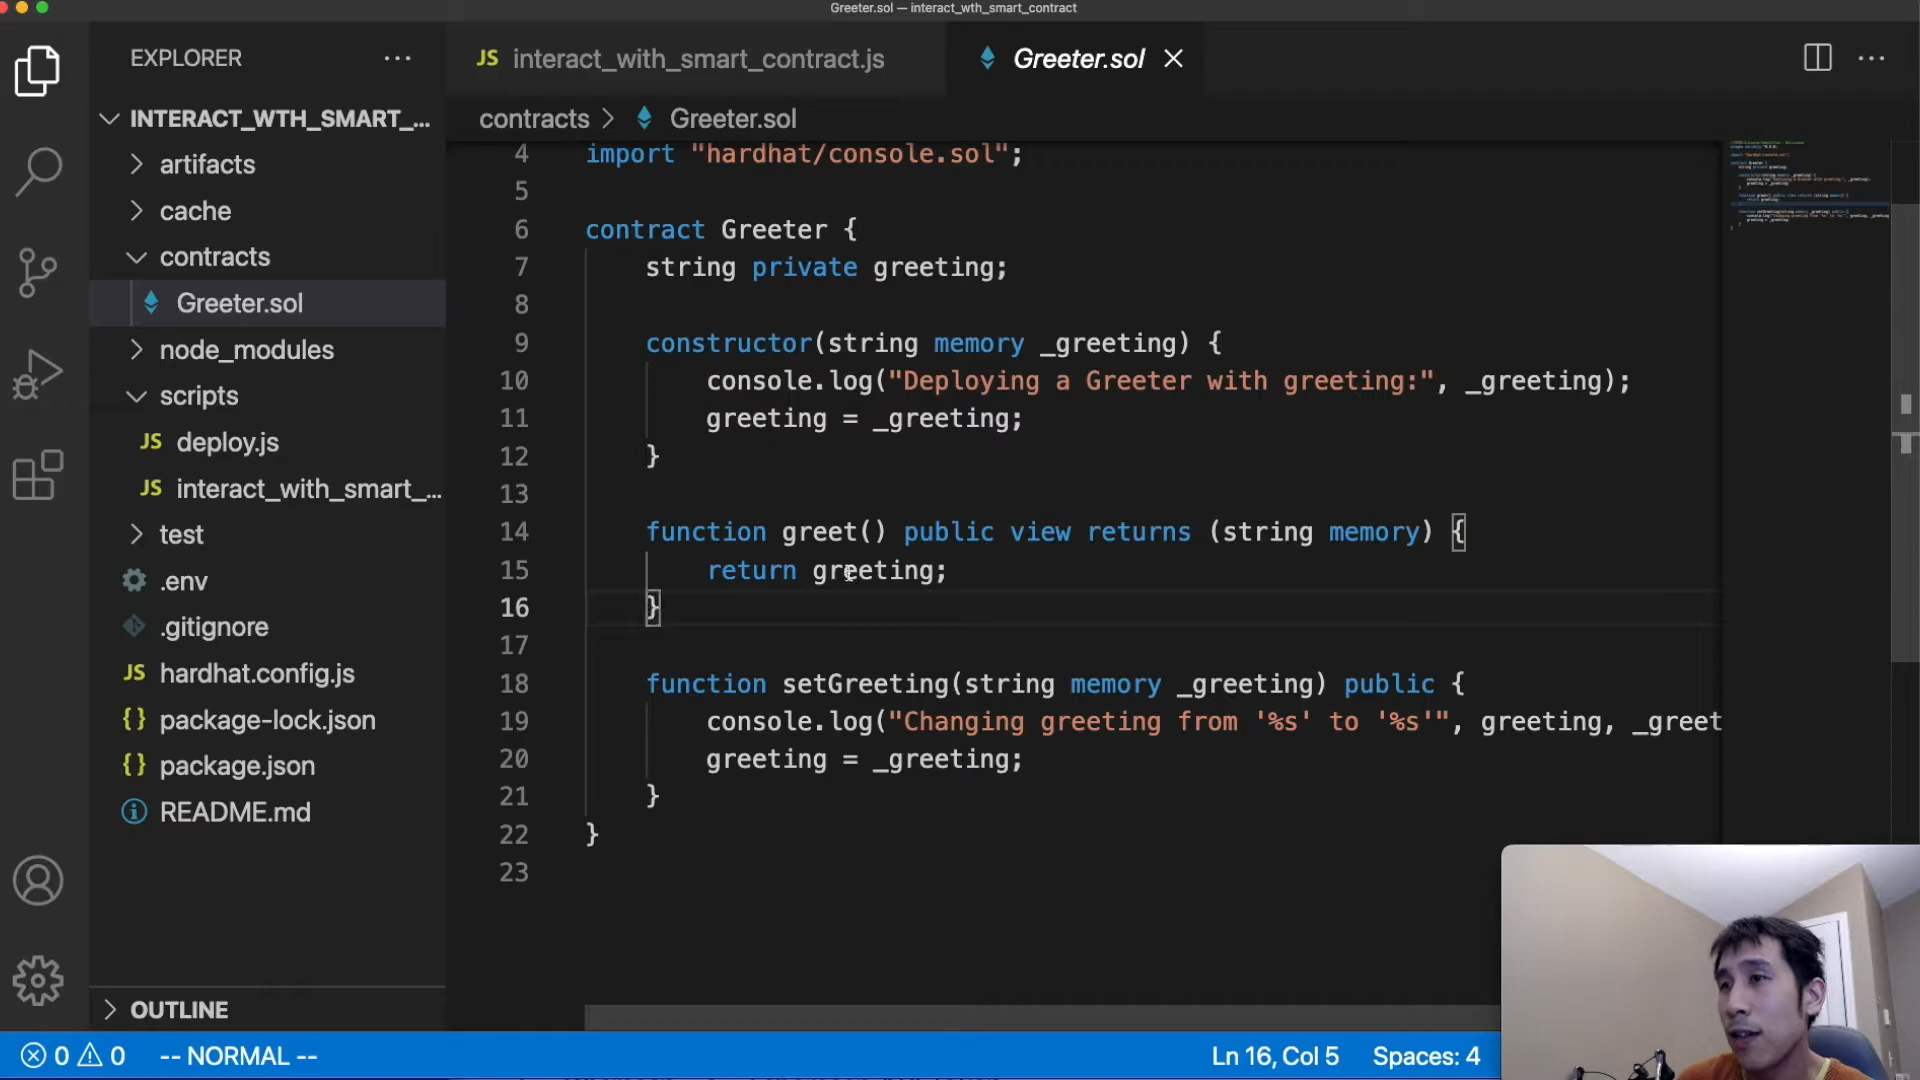 Greeter.sol — interact_wth_smart_contract
EXPLORER
INTERACT_WTH_SMART_...
artifacts
cache
contracts
Greeter.sol
node_modules
scripts
JS deploy.js
JS interact_with_smart_...
test
.env
.gitignore
JS hardhat.config.js
{} package-lock.json
{} package.json
README.md
OUTLINE
JS interact_with_smart_contract.js
Greeter.sol
contracts > Greeter.sol
4 import "hardhat/console.sol";
5
6 contract Greeter {
7 string private greeting;
8
9 constructor(string memory _greeting) {
10 console.log("Deploying a Greeter with greeting:", _greeting);
11 greeting = _greeting;
12 }
13
14 function greet() public view returns (string memory) {
15 return greeting;
16 }
17
18 function setGreeting(string memory _greeting) public {
19 console.log("Changing greeting from '%s' to '%s'", greeting, _greet
20 greeting = _greeting;
21 }
22 }
23
0 0 -- NORMAL -- Ln 16, Col 5 Spaces: 4